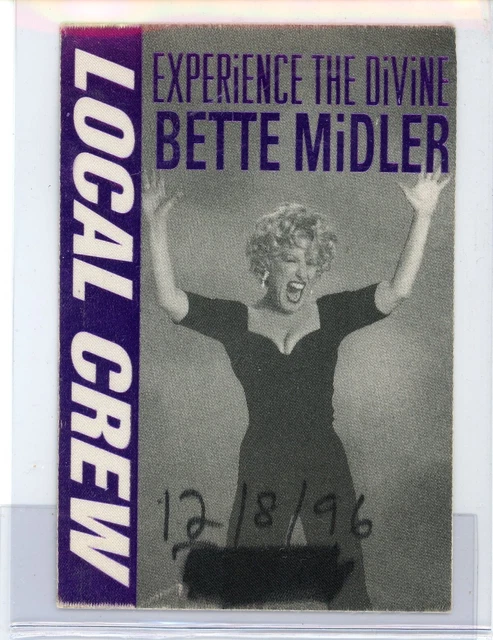 LOCAL CREW
EXPERiENCE THE DiViNE
BETTE MiDLER
12/8/96